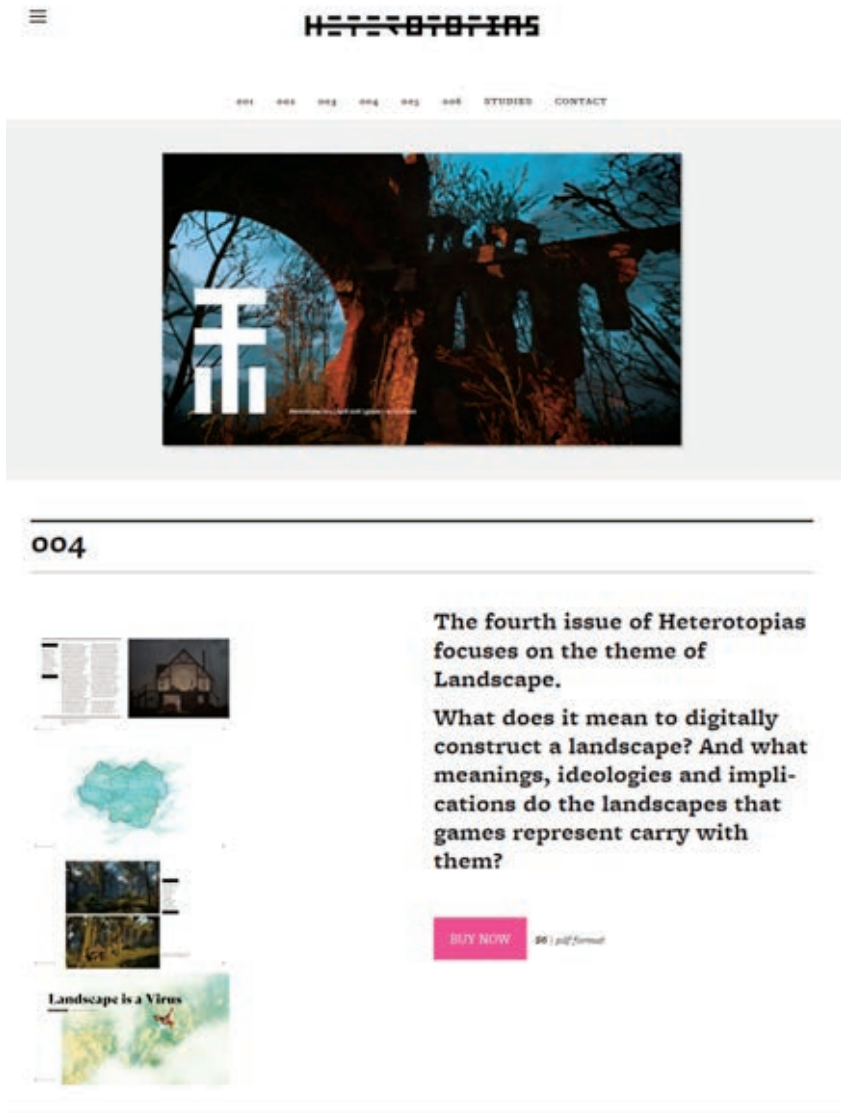 HETEROTOPIAS
001 002 003 004 005 006 STUDIES CONTACT
004
The fourth issue of Heterotopias
focuses on the theme of
Landscape.
What does it mean to digitally
construct a landscape? And what
meanings, ideologies and impli-
cations do the landscapes that
games represent carry with
them?
BUY NOW $6 | pdf format
Landscape is a Virus